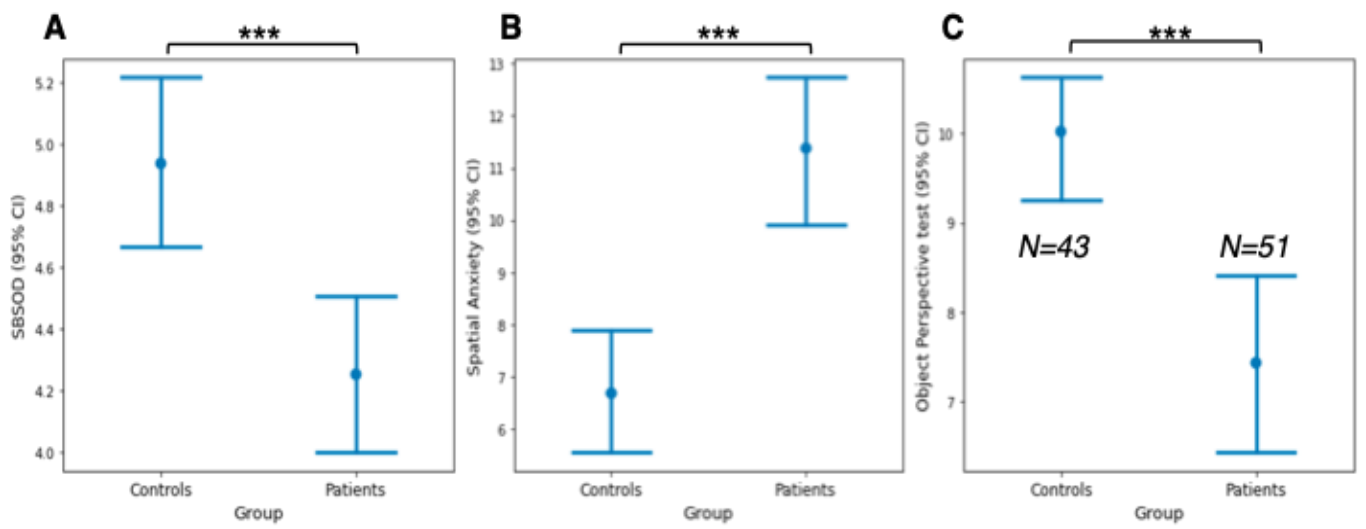 A
***
SBSOD (95% CI)
5.2
5.0
4.8
4.6
4.4
4.2
4.0
Controls
Patients
Group
B
***
Spatial Anxiety (95% CI)
13
12
11
10
9
8
7
6
Controls
Patients
Group
C
***
Object Perspective test (95% CI)
10
9
8
7
N=43
N=51
Controls
Patients
Group